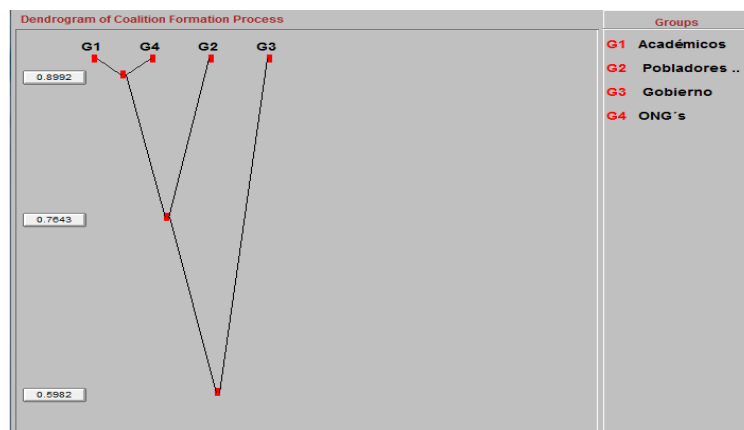 Dendrogram of Coalition Formation Process
G1 G4 G2 G3
0.8992
0.7643
0.5982
Groups
G1 Académicos
G2 Pobladores ..
G3 Gobierno
G4 ONG´s